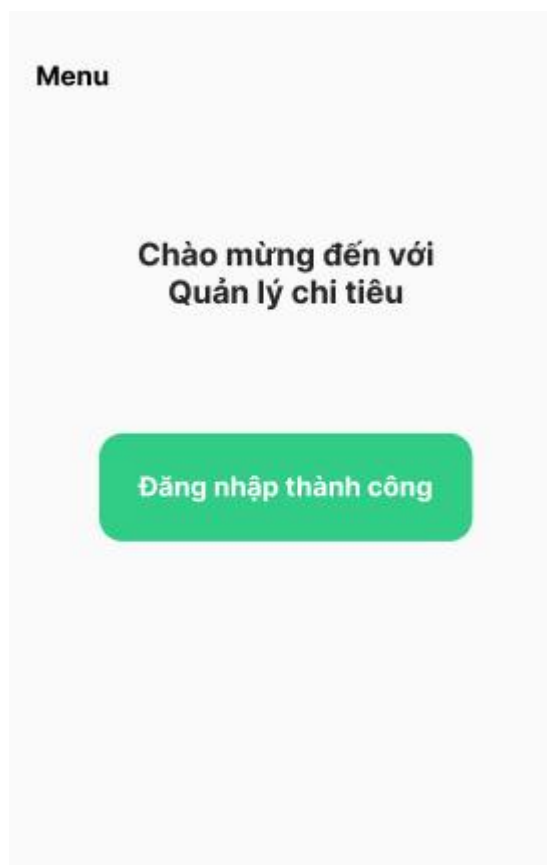 Menu
Chào mừng đến với
Quản lý chi tiêu
Đăng nhập thành công